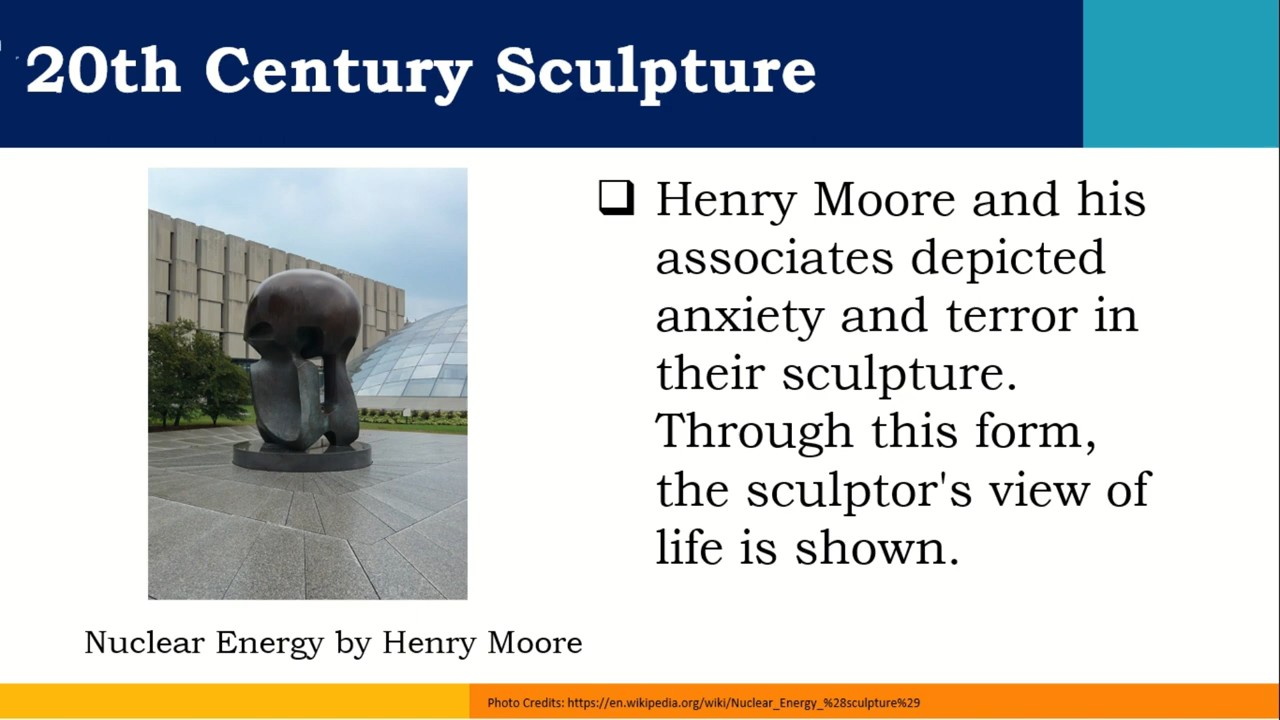 20th Century Sculpture
Henry Moore and his
associates depicted
anxiety and terror in
their sculpture.
Through this form,
the sculptor's view of
life is shown.
Nuclear Energy by Henry Moore
Photo Credits: https://en.wikipedia.org/wiki/Nuclear_Energy_%28sculpture%29